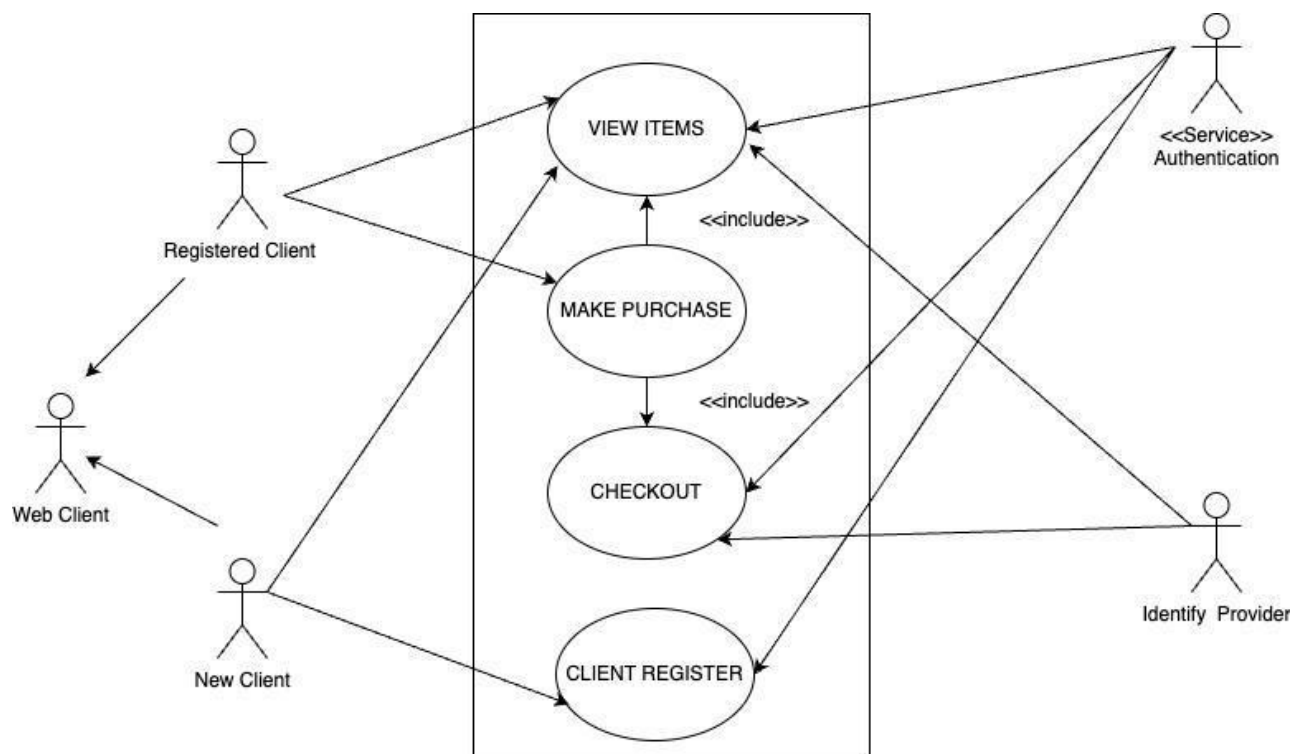 VIEW ITEMS
<<Service>>
Authentication
<<include>>
Registered Client
MAKE PURCHASE
<<include>>
CHECKOUT
Web Client
Identify Provider
CLIENT REGISTER
New Client